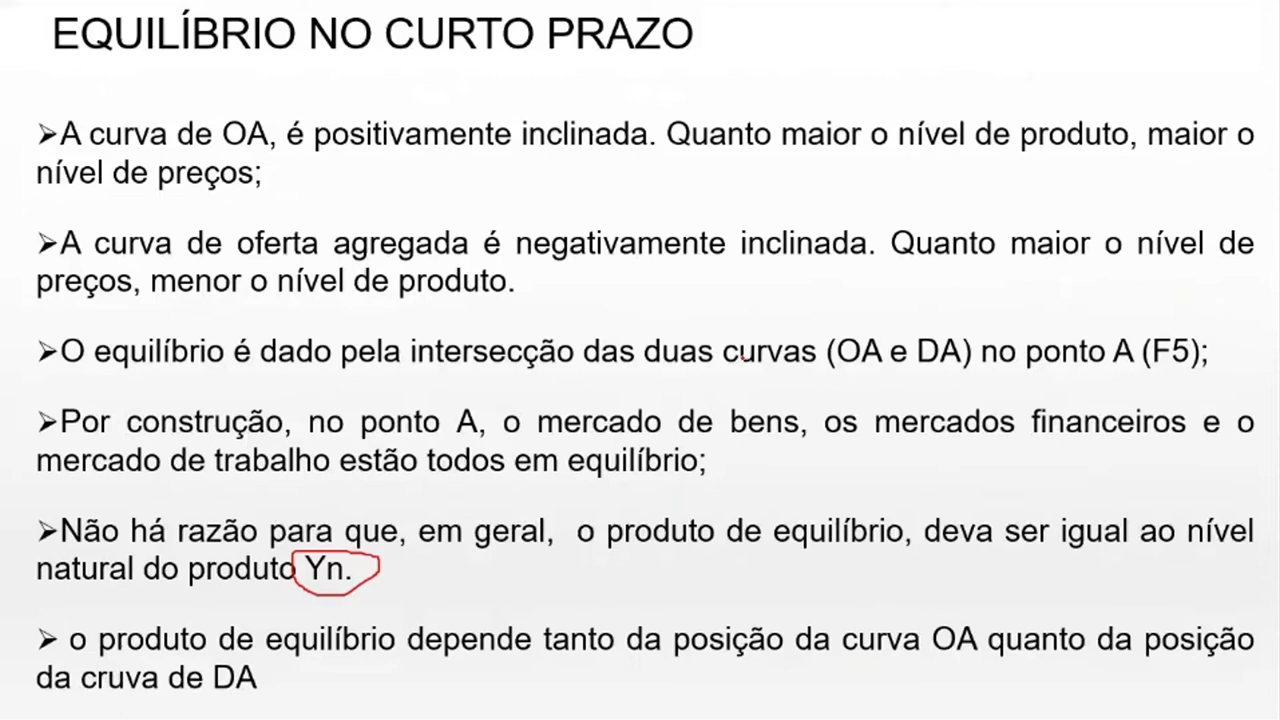 EQUILÍBRIO NO CURTO PRAZO
➢A curva de OA, é positivamente inclinada. Quanto maior o nível de produto, maior o
nível de preços;
➢A curva de oferta agregada é negativamente inclinada. Quanto maior o nível de
preços, menor o nível de produto.
➢O equilíbrio é dado pela intersecção das duas curvas (OA e DA) no ponto A (F5);
➢Por construção, no ponto A, o mercado de bens, os mercados financeiros e o
mercado de trabalho estão todos em equilíbrio;
➢Não há razão para que, em geral,  o produto de equilíbrio, deva ser igual ao nível
natural do produto Yn.
➢ o produto de equilíbrio depende tanto da posição da curva OA quanto da posição
da cruva de DA